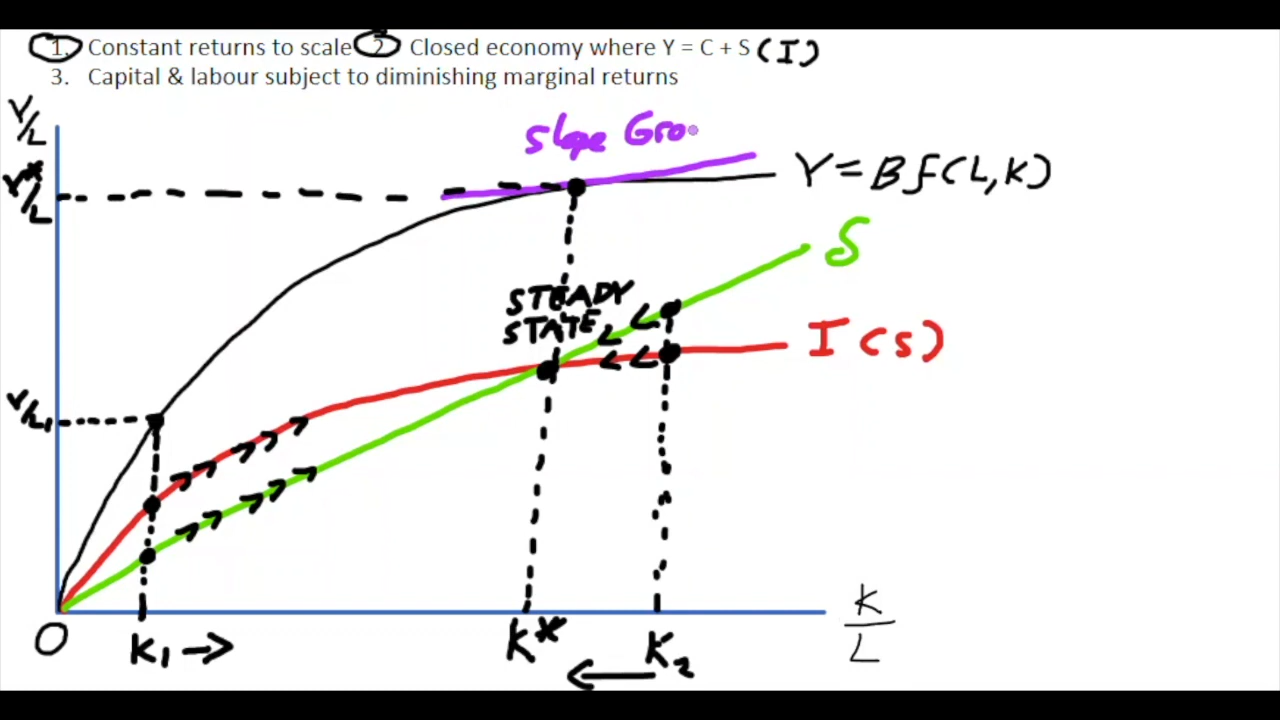 1. Constant returns to scale 2. Closed economy where Y = C + S (I)
3. Capital & labour subject to diminishing marginal returns
Y/L
Slope Gro
Y = B f(L, K)
Y*/L
δ
STEADY
STATE
I (s)
Y/L1
K/L
O
K1 →
K*
K2
←